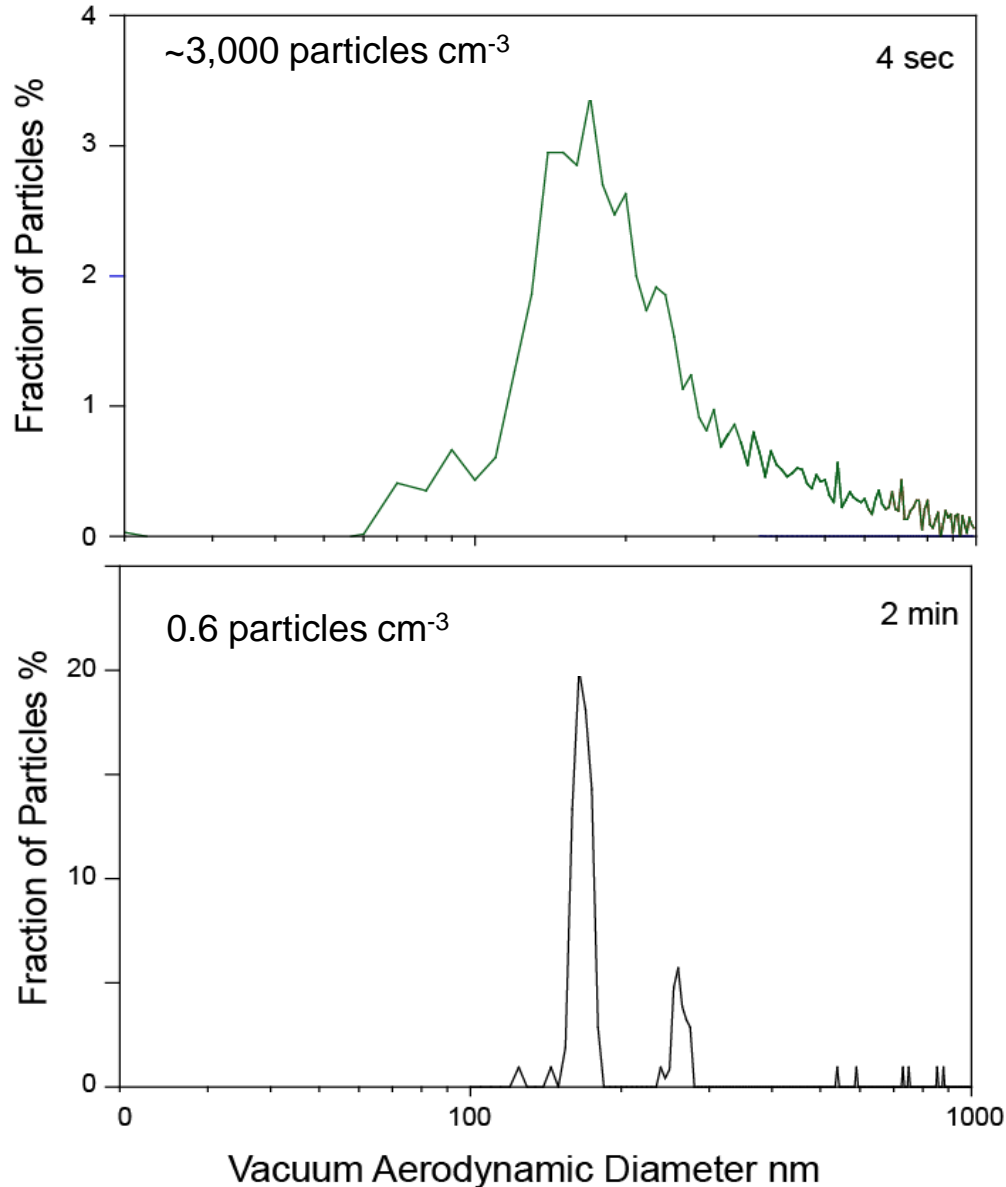 4
~3,000 particles cm-3
4 sec
3
2
1
0
Fraction of Particles %
0.6 particles cm-3
2 min
20
10
0
Fraction of Particles %
0 100 1000
Vacuum Aerodynamic Diameter nm